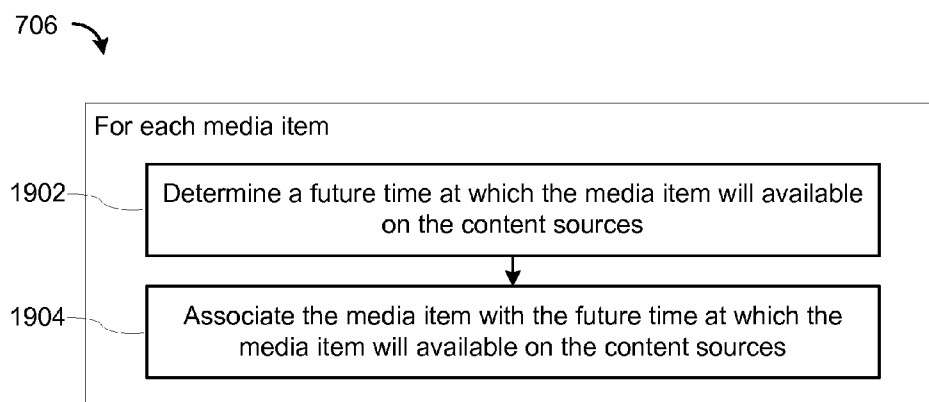 706
For each media item
1902
Determine a future time at which the media item will available
on the content sources
1904
Associate the media item with the future time at which the
media item will available on the content sources